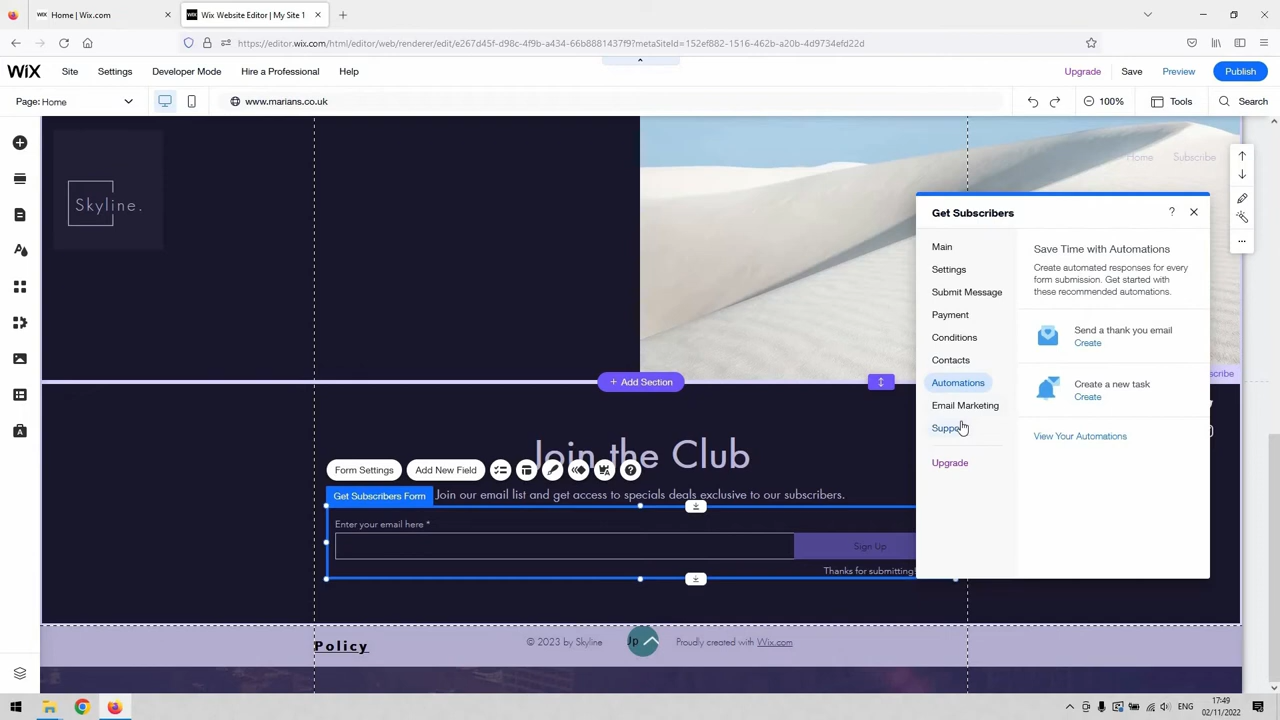 Home | Wix.com
Wix Website Editor | My Site 1
https://editor.wix.com/html/editor/web/renderer/edit/e267d45f-d98c-4f9b-a434-66b8881437f9?metaSiteId=152ef882-1516-462b-a20b-4d9734efd22d
WIX
Site
Settings
Developer Mode
Hire a Professional
Help
Upgrade
Save
Preview
Publish
Page: Home
www.marians.co.uk
100%
Tools
Search
Home
Subscribe
Skyline.
Get Subscribers
?
Main
Settings
Submit Message
Payment
Conditions
Contacts
Automations
Email Marketing
Support
Upgrade
Save Time with Automations
Create automated responses for every
form submission. Get started with
these recommended automations.
Send a thank you email
Create
Create a new task
Create
View Your Automations
+ Add Section
scribe
Join the Club
Form Settings
Add New Field
Get Subscribers Form
Join our email list and get access to specials deals exclusive to our subscribers.
Enter your email here *
Sign Up
Thanks for submitting!
Policy
© 2023 by Skyline
Up
Proudly created with Wix.com
ENG
17:49
02/11/2022